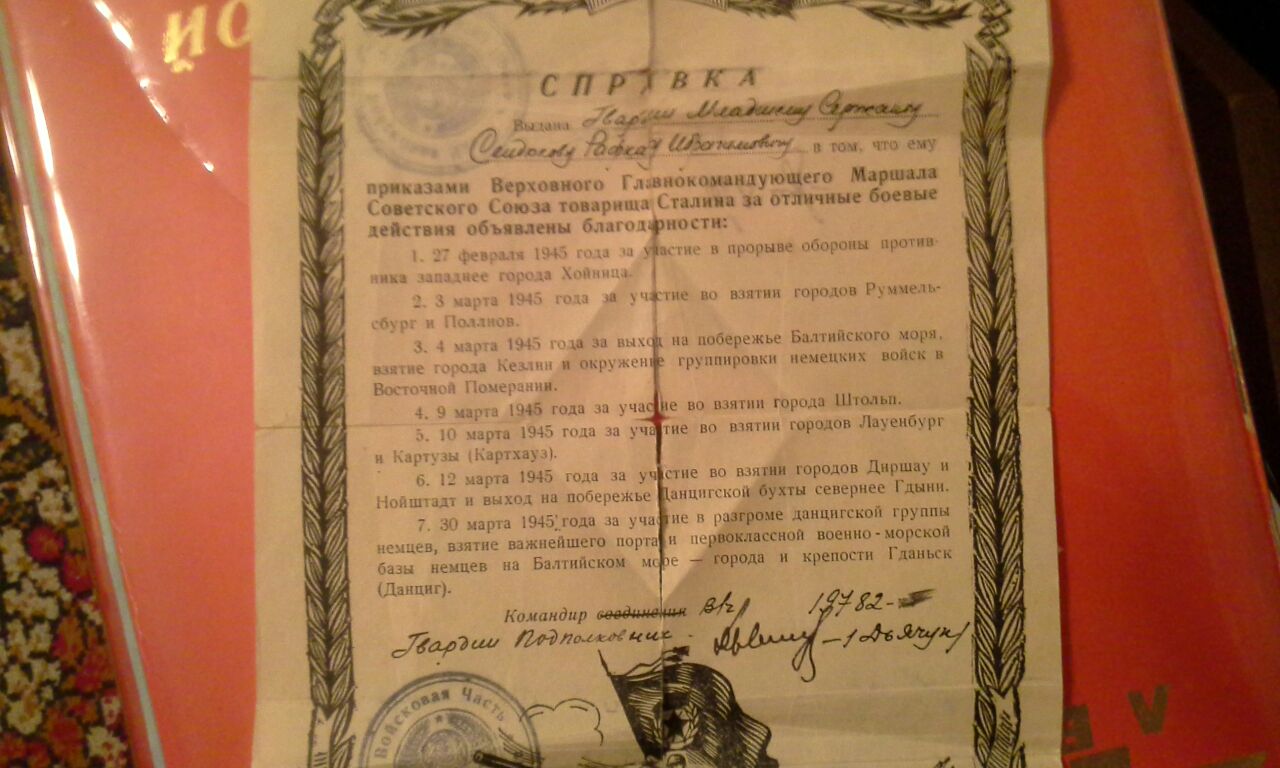 ИО
СПРАВКА
Выдана Гвардии Младшему Сержанту
в том, что ему
приказами Верховного Главнокомандующего Маршала
Советского Союза товарища Сталина за отличные боевые
действия объявлены благодарности:
1. 27 февраля 1945 года за участие в прорыве обороны против-
ника западнее города Хойница.
2. 3 марта 1945 года за участие во взятии городов Руммель-
сбург и Поллнов.
3. 4 марта 1945 года за выход на побережье Балтийского моря,
взятие города Кезлин и окружение группировки немецких войск в
Восточной Померании.
4. 9 марта 1945 года за участие во взятии города Штольп.
5. 10 марта 1945 года за участие во взятии городов Лауенбург
и Картузы (Картхауз).
6. 12 марта 1945 года за участие во взятии городов Диршау и
Нойштадт и выход на побережье Данцигской бухты севернее Гдыни.
7. 30 марта 1945 года за участие в разгроме данцигской группы
немцев, взятие важнейшего порта и первоклассной военно-морской
базы немцев на Балтийском море — города и крепости Гданьск
(Данциг).
Командир соединения В/ч 19782-
Гвардии Подполковник
Войсковая Часть